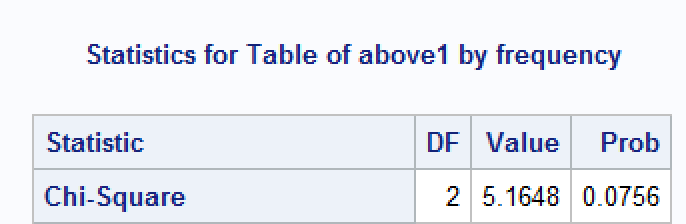 Statistics for Table of above1 by frequency
Statistic DF Value Prob
Chi-Square 2 5.1648 0.0756